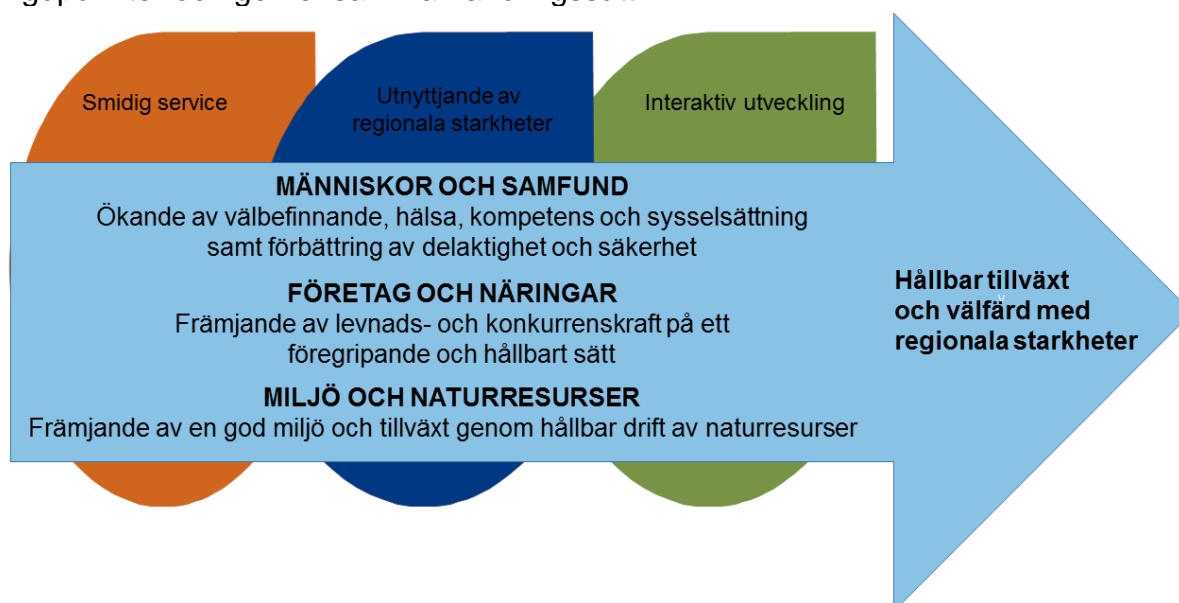 Smidig service
Utnyttjande av
regionala starkheter
Interaktiv utveckling
MÄNNISKOR OCH SAMFUND
Ökande av välbefinnande, hälsa, kompetens och sysselsättning
samt förbättring av delaktighet och säkerhet
FÖRETAG OCH NÄRINGAR
Främjande av levnads- och konkurrenskraft på ett
föregripande och hållbart sätt
MILJÖ OCH NATURRESURSER
Främjande av en god miljö och tillväxt genom hållbar drift av naturresurser
Hållbar tillväxt
och välfärd med
regionala starkheter
v